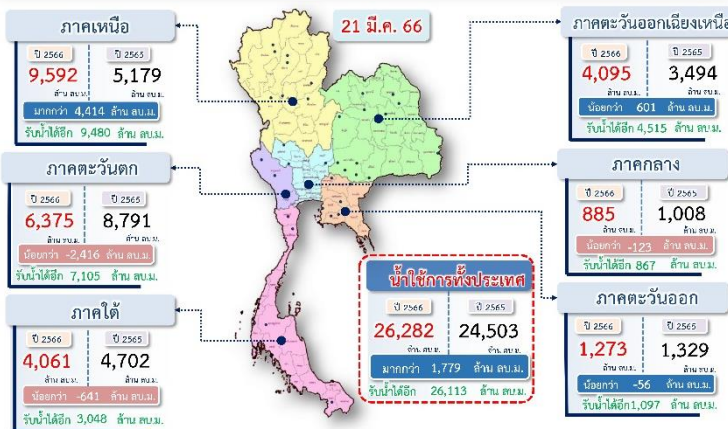 ภาคเหนือ
ปี 2566 ปี 2565
9,592 5,179
ล้าน ลบ.ม. ล้าน ลบ.ม.
มากกว่า 4,414 ล้าน ลบ.ม.
รับน้ำได้อีก 9,480 ล้าน ลบ.ม.
21 มี.ค. 66
ภาคตะวันออกเฉียงเหนือ
ปี 2566 ปี 2565
4,095 3,494
ล้าน ลบ.ม. ล้าน ลบ.ม.
น้อยกว่า 601 ล้าน ลบ.ม.
รับน้ำได้อีก 4,515 ล้าน ลบ.ม.
ภาคตะวันตก
ปี 2566 ปี 2565
6,375 8,791
ล้าน ลบ.ม. ล้าน ลบ.ม.
น้อยกว่า -2,416 ล้าน ลบ.ม.
รับน้ำได้อีก 7,105 ล้าน ลบ.ม.
ภาคกลาง
ปี 2566 ปี 2565
885 1,008
ล้าน ลบ.ม. ล้าน ลบ.ม.
น้อยกว่า -123 ล้าน ลบ.ม.
รับน้ำได้อีก 867 ล้าน ลบ.ม.
ภาคใต้
ปี 2566 ปี 2565
4,061 4,702
ล้าน ลบ.ม. ล้าน ลบ.ม.
น้อยกว่า -641 ล้าน ลบ.ม.
รับน้ำได้อีก 3,048 ล้าน ลบ.ม.
น้ำใช้การทั้งประเทศ
ปี 2566 ปี 2565
26,282 24,503
ล้าน ลบ.ม. ล้าน ลบ.ม.
มากกว่า 1,779 ล้าน ลบ.ม.
รับน้ำได้อีก 26,113 ล้าน ลบ.ม.
ภาคตะวันออก
ปี 2566 ปี 2565
1,273 1,329
ล้าน ลบ.ม. ล้าน ลบ.ม.
น้อยกว่า -56 ล้าน ลบ.ม.
รับน้ำได้อีก1,097 ล้าน ลบ.ม.